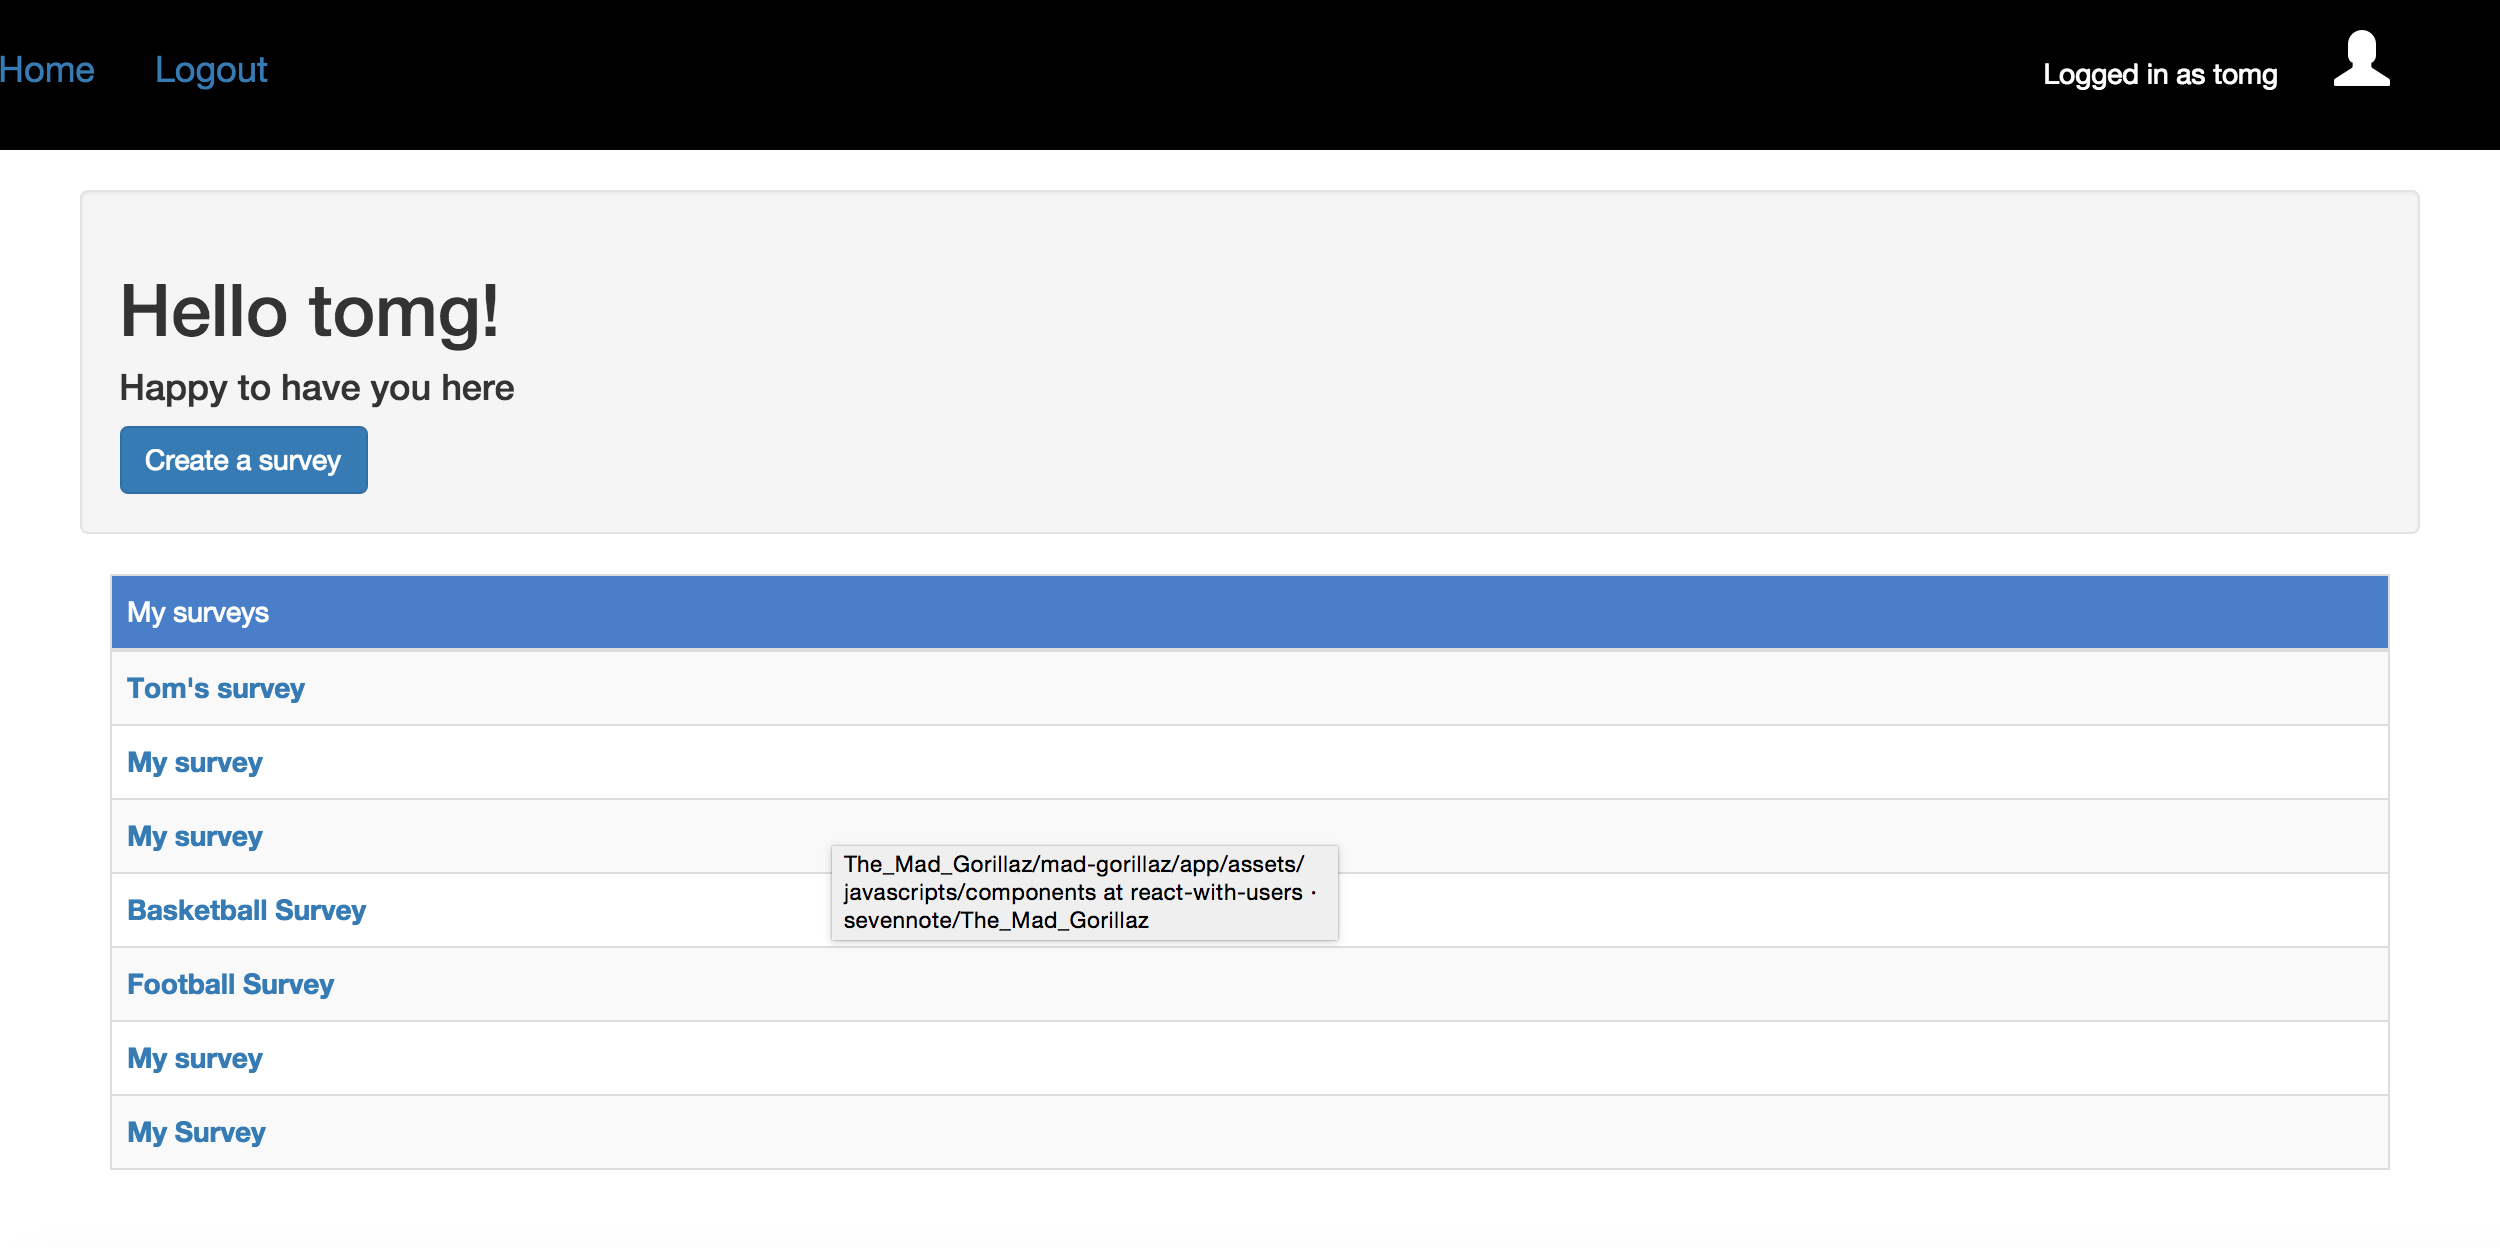 Home Logout Logged in as tomg
Hello tomg!
Happy to have you here
Create a survey
My surveys
Tom's survey
My survey
My survey
The_Mad_Gorillaz/mad-gorillaz/app/assets/
javascripts/components at react-with-users ·
sevennote/The_Mad_Gorillaz
Basketball Survey
Football Survey
My survey
My Survey